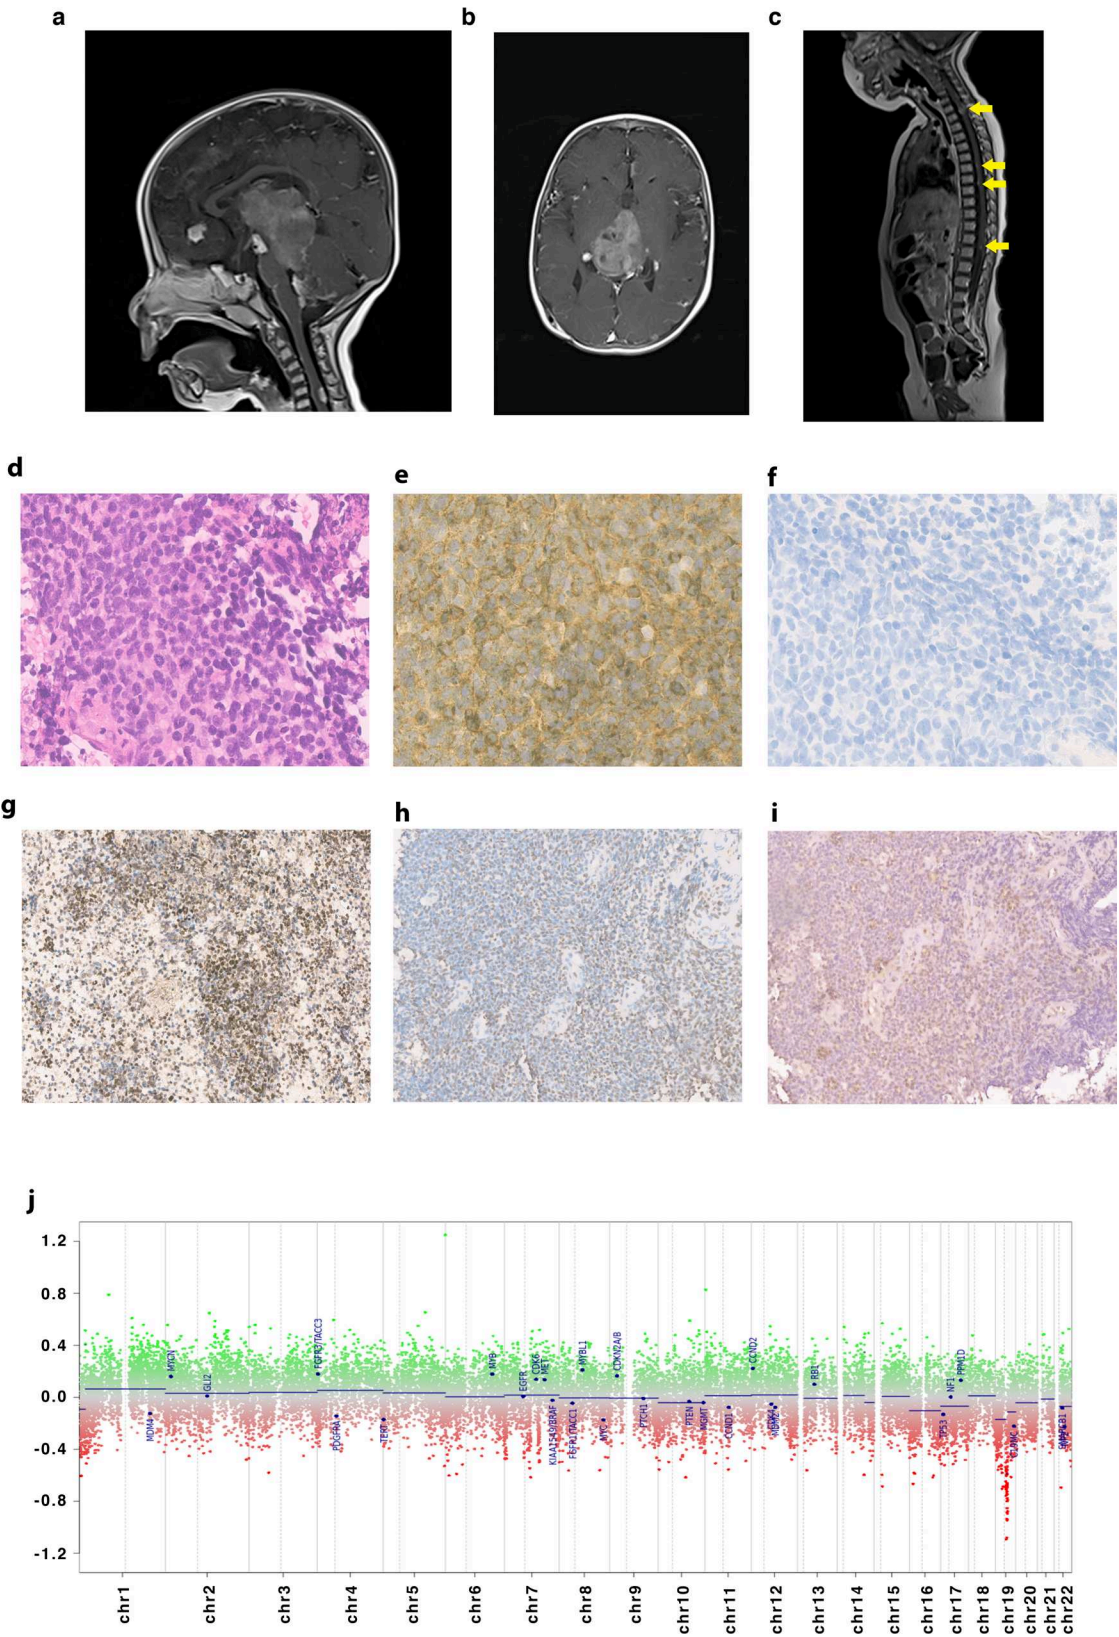 a
b
c
d
e
f
g
h
i
j
1.2
0.8
0.4
0.0
-0.4
-0.8
-1.2
MDM4
MYCN
GLI2
FGFR3/TACC3
PDGFRA
TERT
MYB
EGFR
CDK6
MET
KIAA1549/BRAF
FGFR1/TACC1
MYBL1
MYC
CDKN2A/B
PTCH1
PTEN
MGMT
CCND1
CCND2
CDK4
RB1
TP53
NF1
PPM1D
chr1
chr2
chr3
chr4
chr5
chr6
chr7
chr8
chr9
chr10
chr11
chr12
chr13
chr14
chr15
chr16
chr17
chr18
chr19
chr20
chr21
chr22